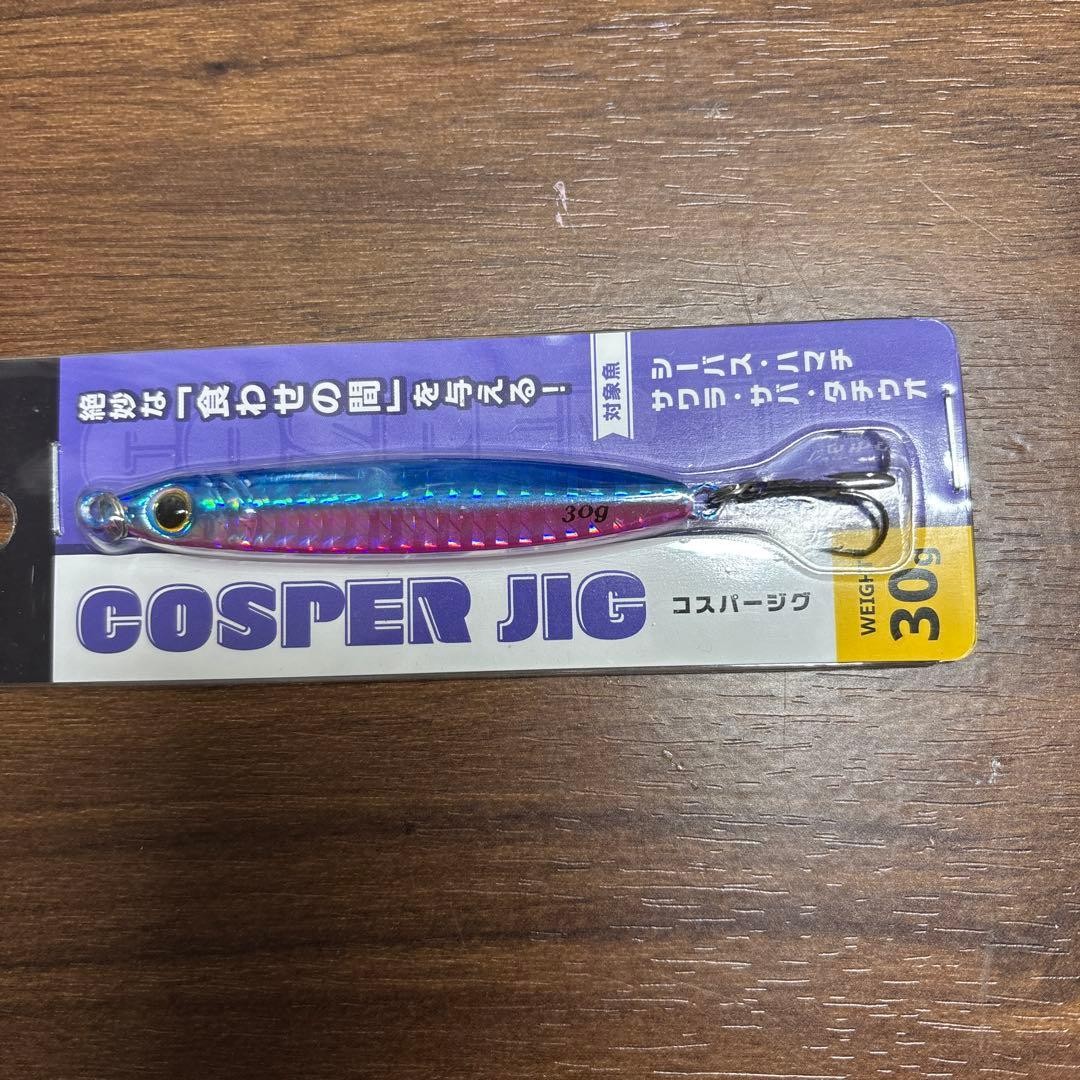 絶妙な「食わせの間」を与える!
対象魚
シーバス・ハマチ
サワラ・サバ・タチウオ
30g
COSPER JIG
コスパージグ
WEIGHT
30g